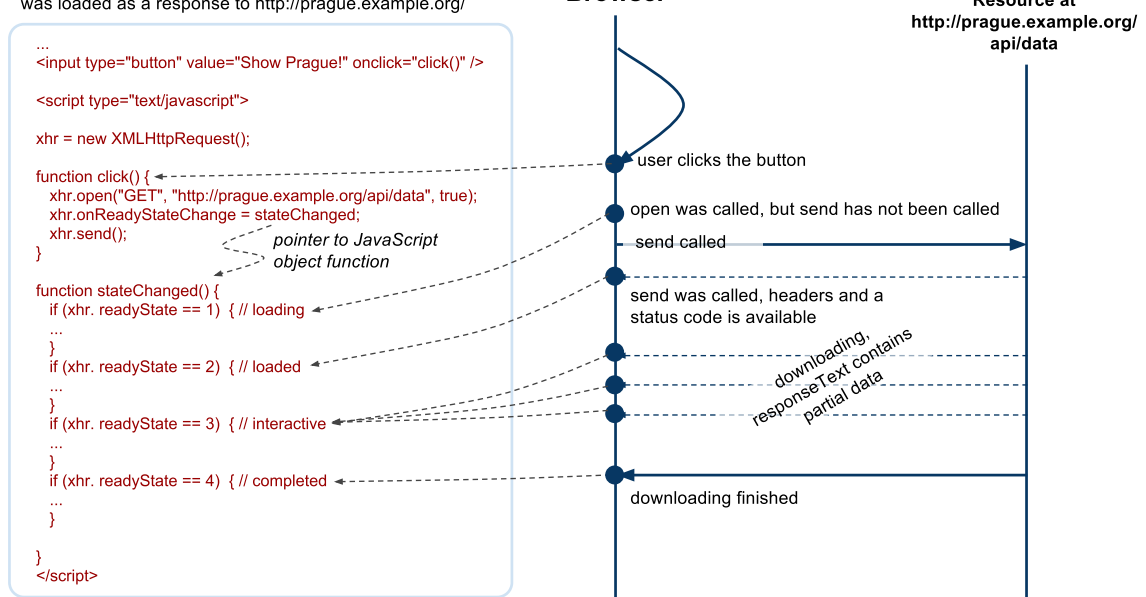 was loaded as a response to http://prague.example.org/
Browser
Resource at
http://prague.example.org/
api/data
...
<input type="button" value="Show Prague!" onclick="click()" />
<script type="text/javascript">
xhr = new XMLHttpRequest();
function click() {
xhr.open("GET", "http://prague.example.org/api/data", true);
xhr.onReadyStateChange = stateChanged;
xhr.send();
}
pointer to JavaScript
object function
function stateChanged() {
if (xhr. readyState == 1)  { // loading
...
}
if (xhr. readyState == 2)  { // loaded
...
}
if (xhr. readyState == 3)  { // interactive
...
}
if (xhr. readyState == 4)  { // completed
...
}
}
</script>
user clicks the button
open was called, but send has not been called
send called
send was called, headers and a
status code is available
downloading,
responseText contains
partial data
downloading finished